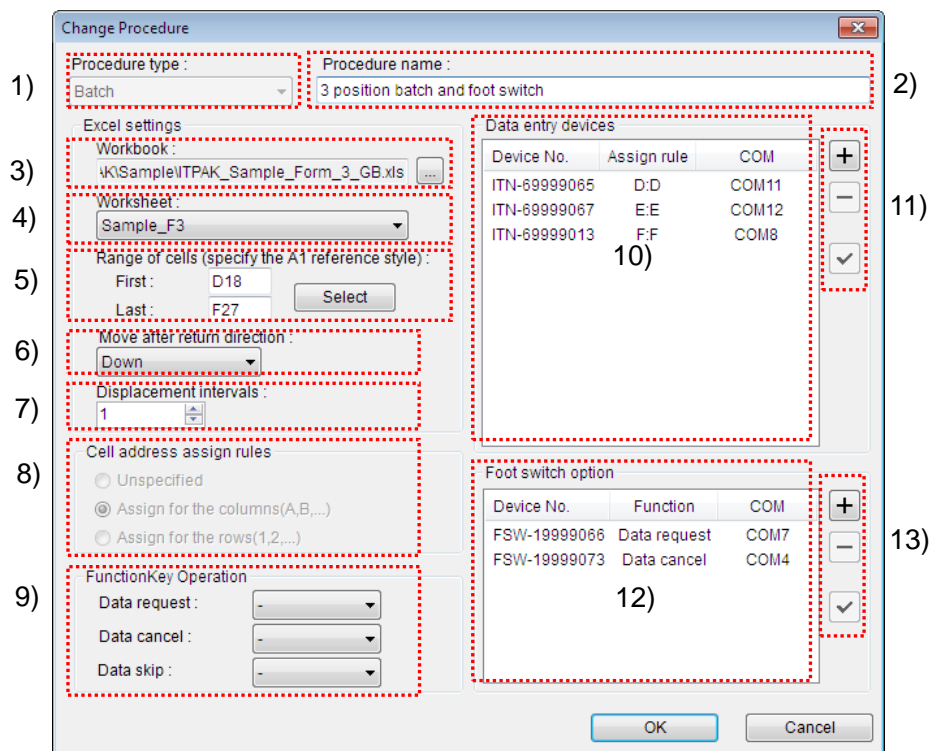 Change Procedure
1)
Procedure type :
Batch
Procedure name :
3 position batch and foot switch
2)
Excel settings
3)
Workbook :
\K\Sample\ITPAK_Sample_Form_3_GB.xls
...
4)
Worksheet :
Sample_F3
5)
Range of cells (specify the A1 reference style) :
First : D18
Last : F27
Select
6)
Move after return direction :
Down
7)
Displacement intervals :
1
8)
Cell address assign rules
Unspecified
Assign for the columns(A,B,...)
Assign for the rows(1,2,...)
9)
FunctionKey Operation
Data request : -
Data cancel : -
Data skip : -
Data entry devices
Device No. Assign rule COM
ITN-69999065 D:D COM11
ITN-69999067 E:E COM12
ITN-69999013 F:F COM8
10)
11)
Foot switch option
Device No. Function COM
FSW-19999066 Data request COM7
FSW-19999073 Data cancel COM4
12)
13)
OK Cancel